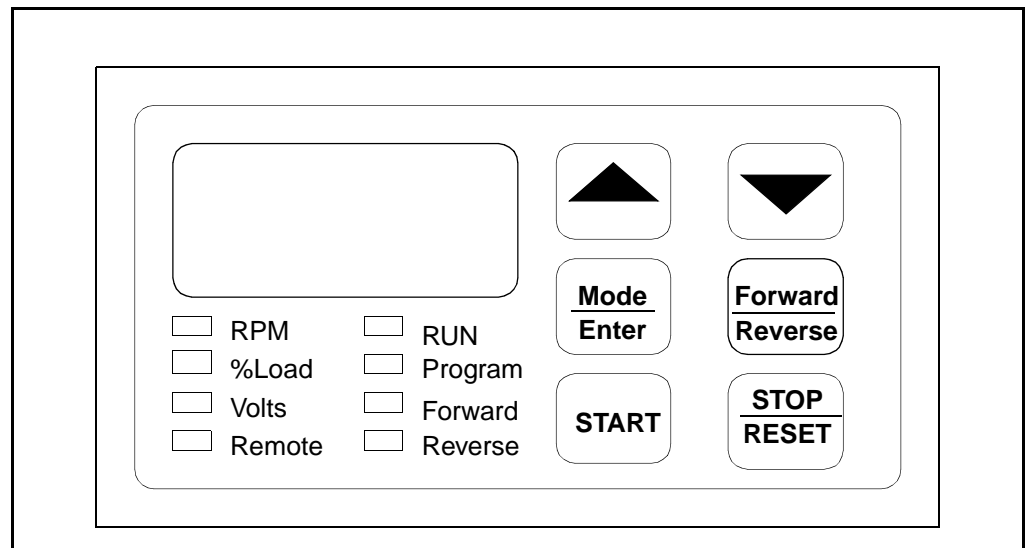 RPM
%Load
Volts
Remote
RUN
Program
Forward
Reverse
Mode
Enter
Forward
Reverse
START
STOP
RESET